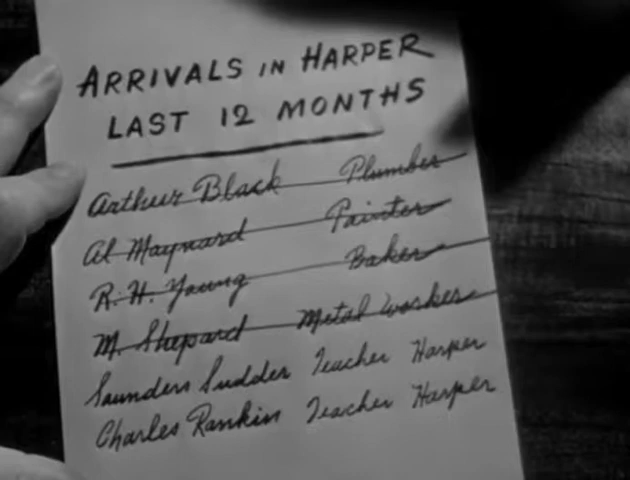 ARRIVALS IN HARPER
LAST 12 MONTHS
Arthur Black Plumber
Al Maynard Painter
R. H. Young Baker
M. Shepard Metal worker
Saunders Sudder Teacher Harper
Charles Rankin Teacher Harper